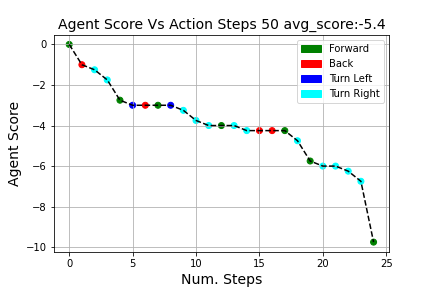 Agent Score Vs Action Steps 50 avg_score:-5.4
Forward
Back
Turn Left
Turn Right
Agent Score
0
−2
−4
−6
−8
−10
0 5 10 15 20 25
Num. Steps